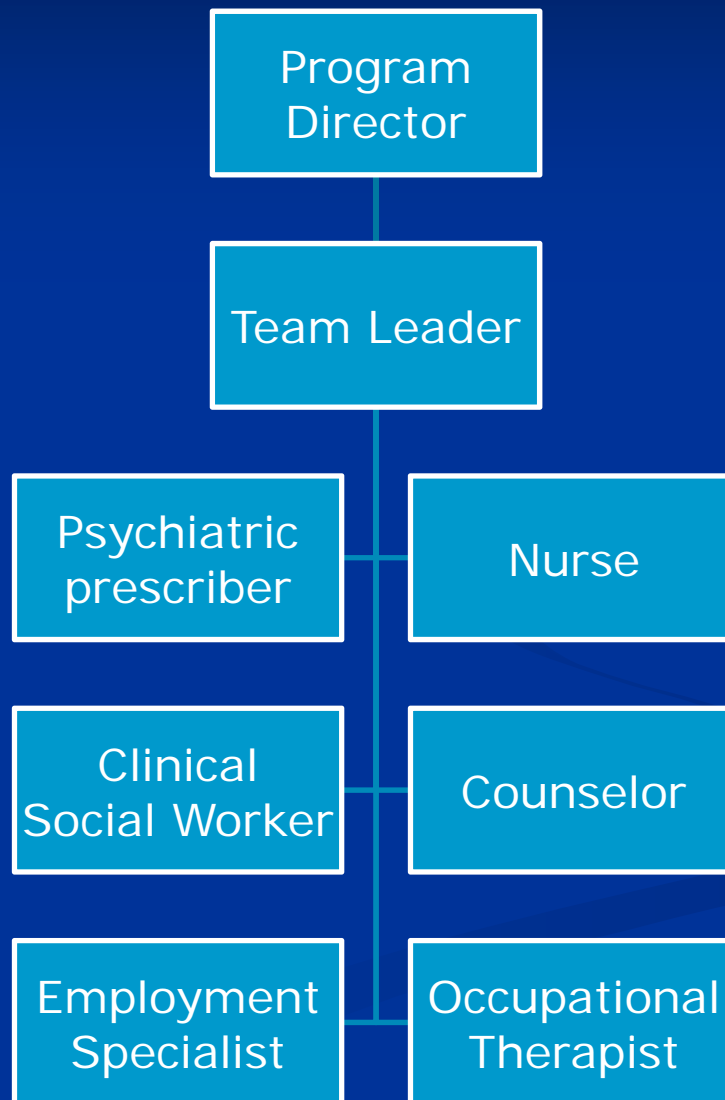 Program
Director
Team Leader
Psychiatric
prescriber
Nurse
Clinical
Social Worker
Counselor
Employment
Specialist
Occupational
Therapist